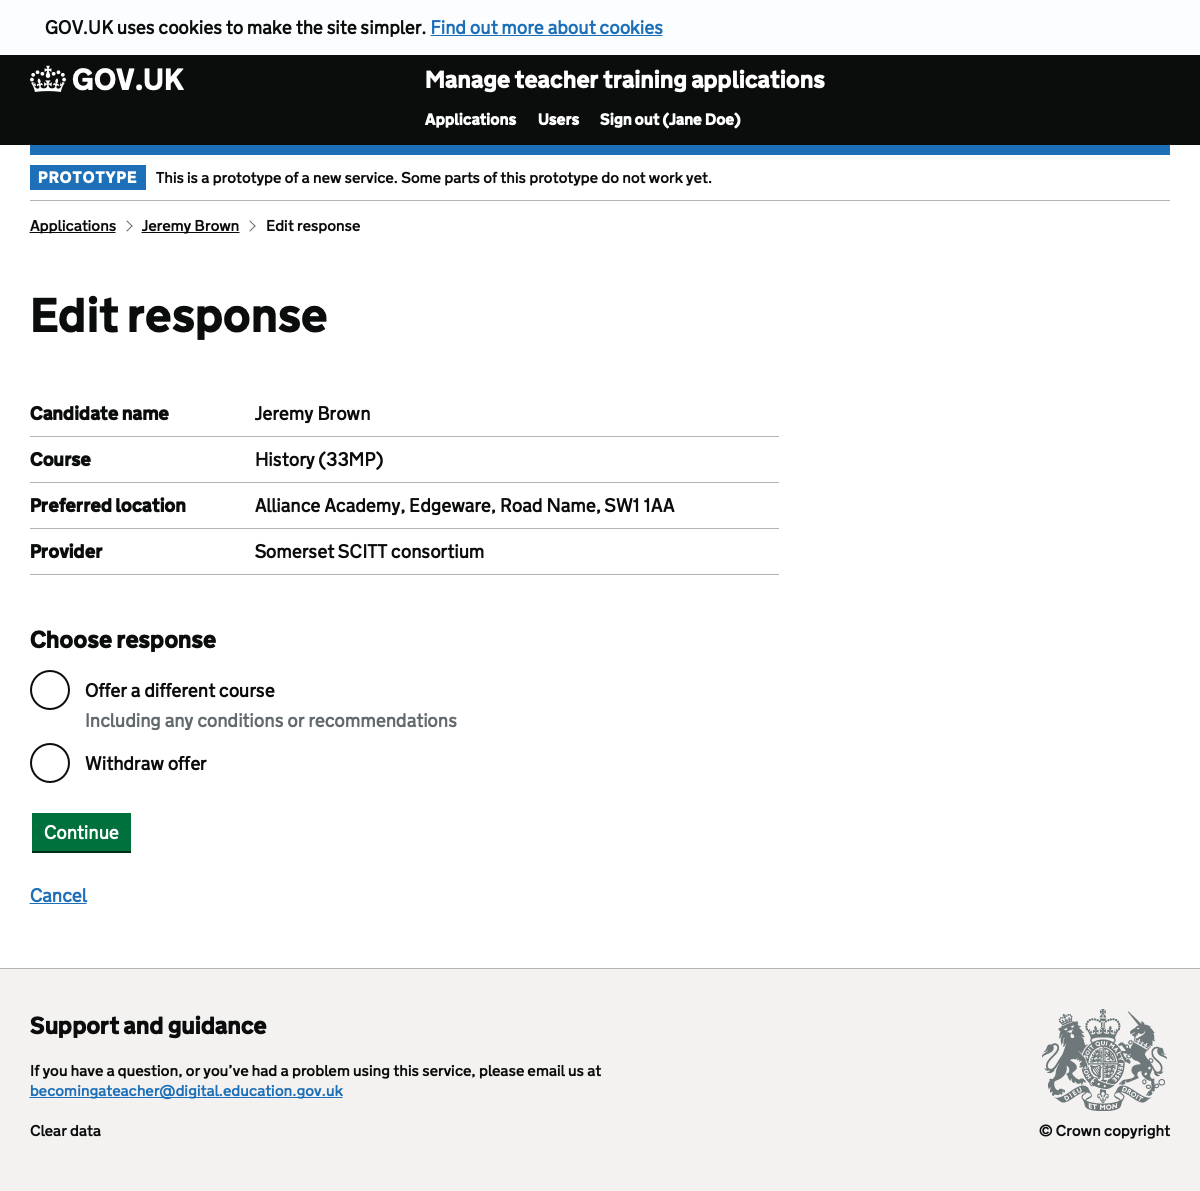 GOV.UK uses cookies to make the site simpler. Find out more about cookies
GOV.UK
Manage teacher training applications
Applications Users Sign out (Jane Doe)
PROTOTYPE This is a prototype of a new service. Some parts of this prototype do not work yet.
Applications Jeremy Brown Edit response
Edit response
Candidate name Jeremy Brown
Course History (33MP)
Preferred location Alliance Academy, Edgeware, Road Name, SW1 1AA
Provider Somerset SCITT consortium
Choose response
Offer a different course
Including any conditions or recommendations
Withdraw offer
Continue
Cancel
Support and guidance
If you have a question, or you’ve had a problem using this service, please email us at
becomingateacher@digital.education.gov.uk
Clear data
DIEU ET MON DROIT
© Crown copyright